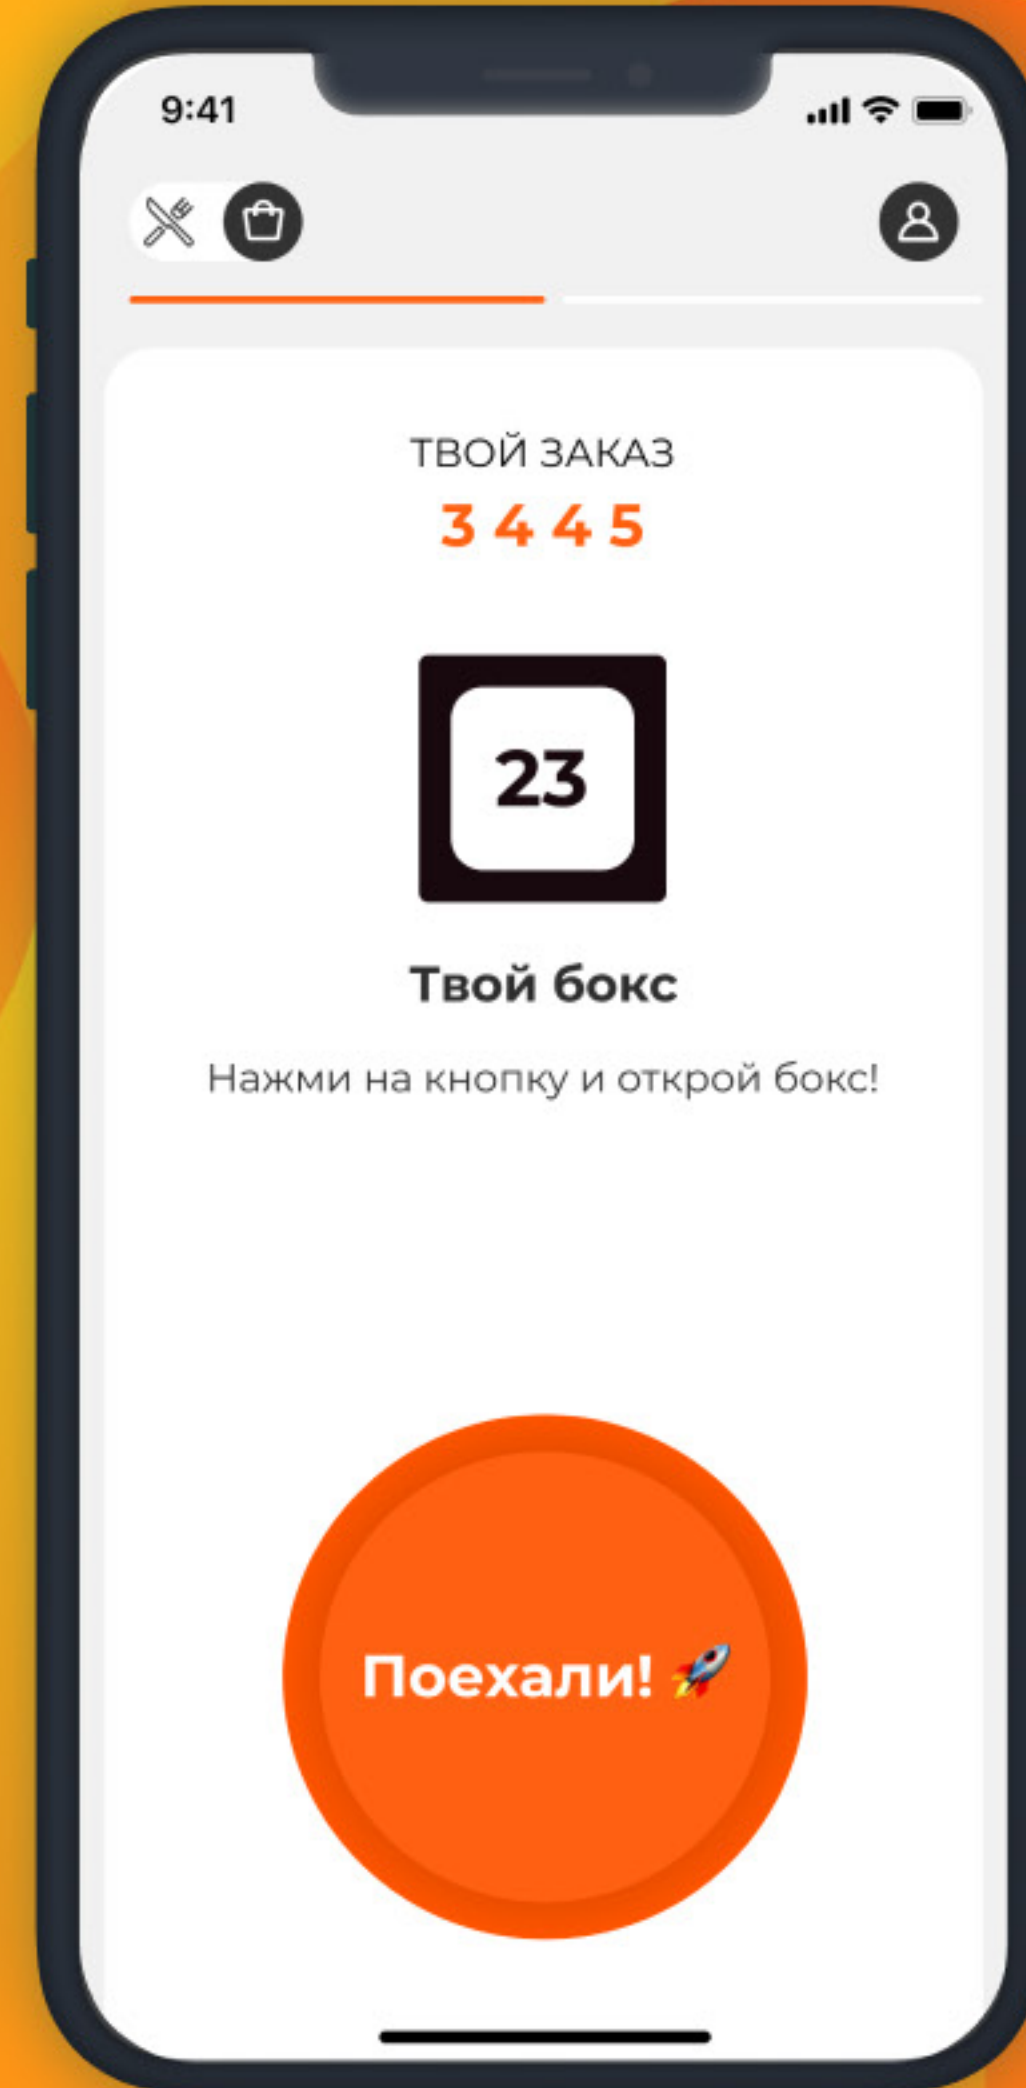 9:41
ТВОЙ ЗАКАЗ
3 4 4 5
23
Твой бокс
Нажми на кнопку и открой бокс!
Поехали! 🚀